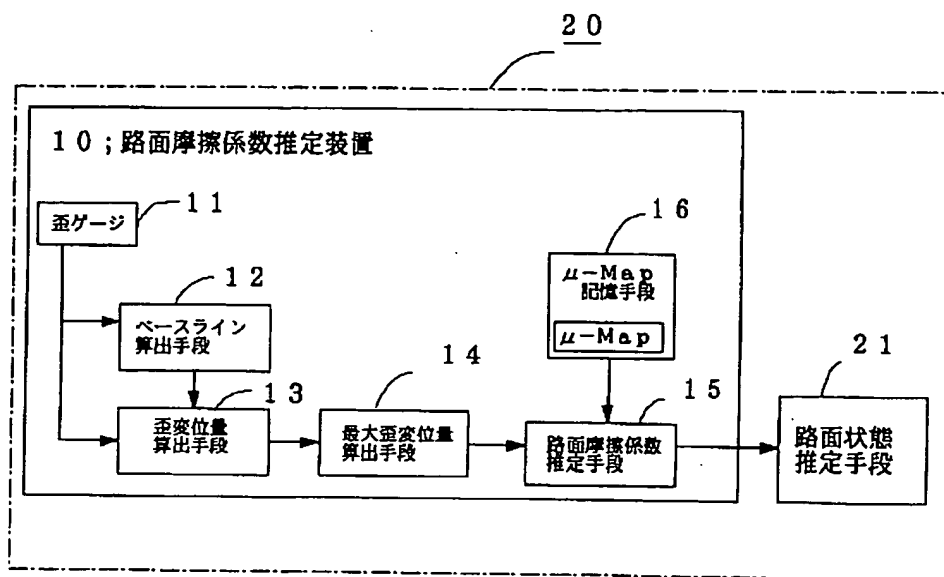 ２０
１０；路面摩擦係数推定装置
歪ゲージ
１１
１６
μ－Ｍａｐ
記憶手段
μ－Ｍａｐ
１２
ベースライン
算出手段
１３
歪変位量
算出手段
１４
最大歪変位量
算出手段
１５
路面摩擦係数
推定手段
２１
路面状態
推定手段